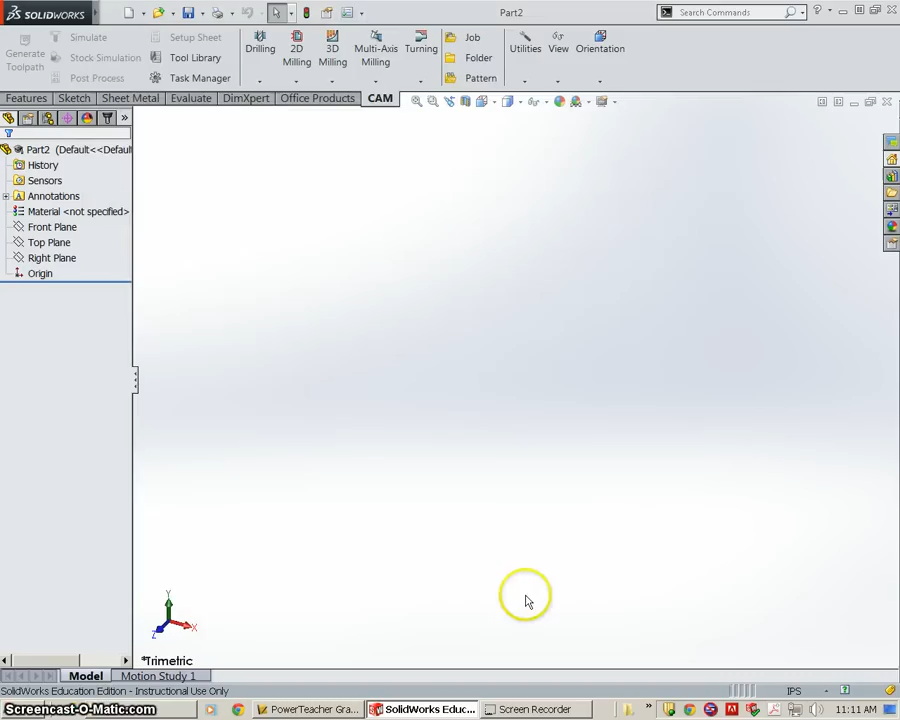 SOLIDWORKS
Part2
Search Commands
Generate Toolpath
Simulate
Stock Simulation
Post Process
Setup Sheet
Tool Library
Task Manager
Drilling
2D Milling
3D Milling
Multi-Axis Milling
Turning
Job
Folder
Pattern
Utilities
View
Orientation
Features
Sketch
Sheet Metal
Evaluate
DimXpert
Office Products
CAM
Part2 (Default<<Defaul
History
Sensors
Annotations
Material <not specified>
Front Plane
Top Plane
Right Plane
Origin
Y
X
Z
*Trimetric
Model
Motion Study 1
SolidWorks Education Edition - Instructional Use Only
IPS
Screencast-O-Matic.com
PowerTeacher Gra...
SolidWorks Educ...
Screen Recorder
11:11 AM